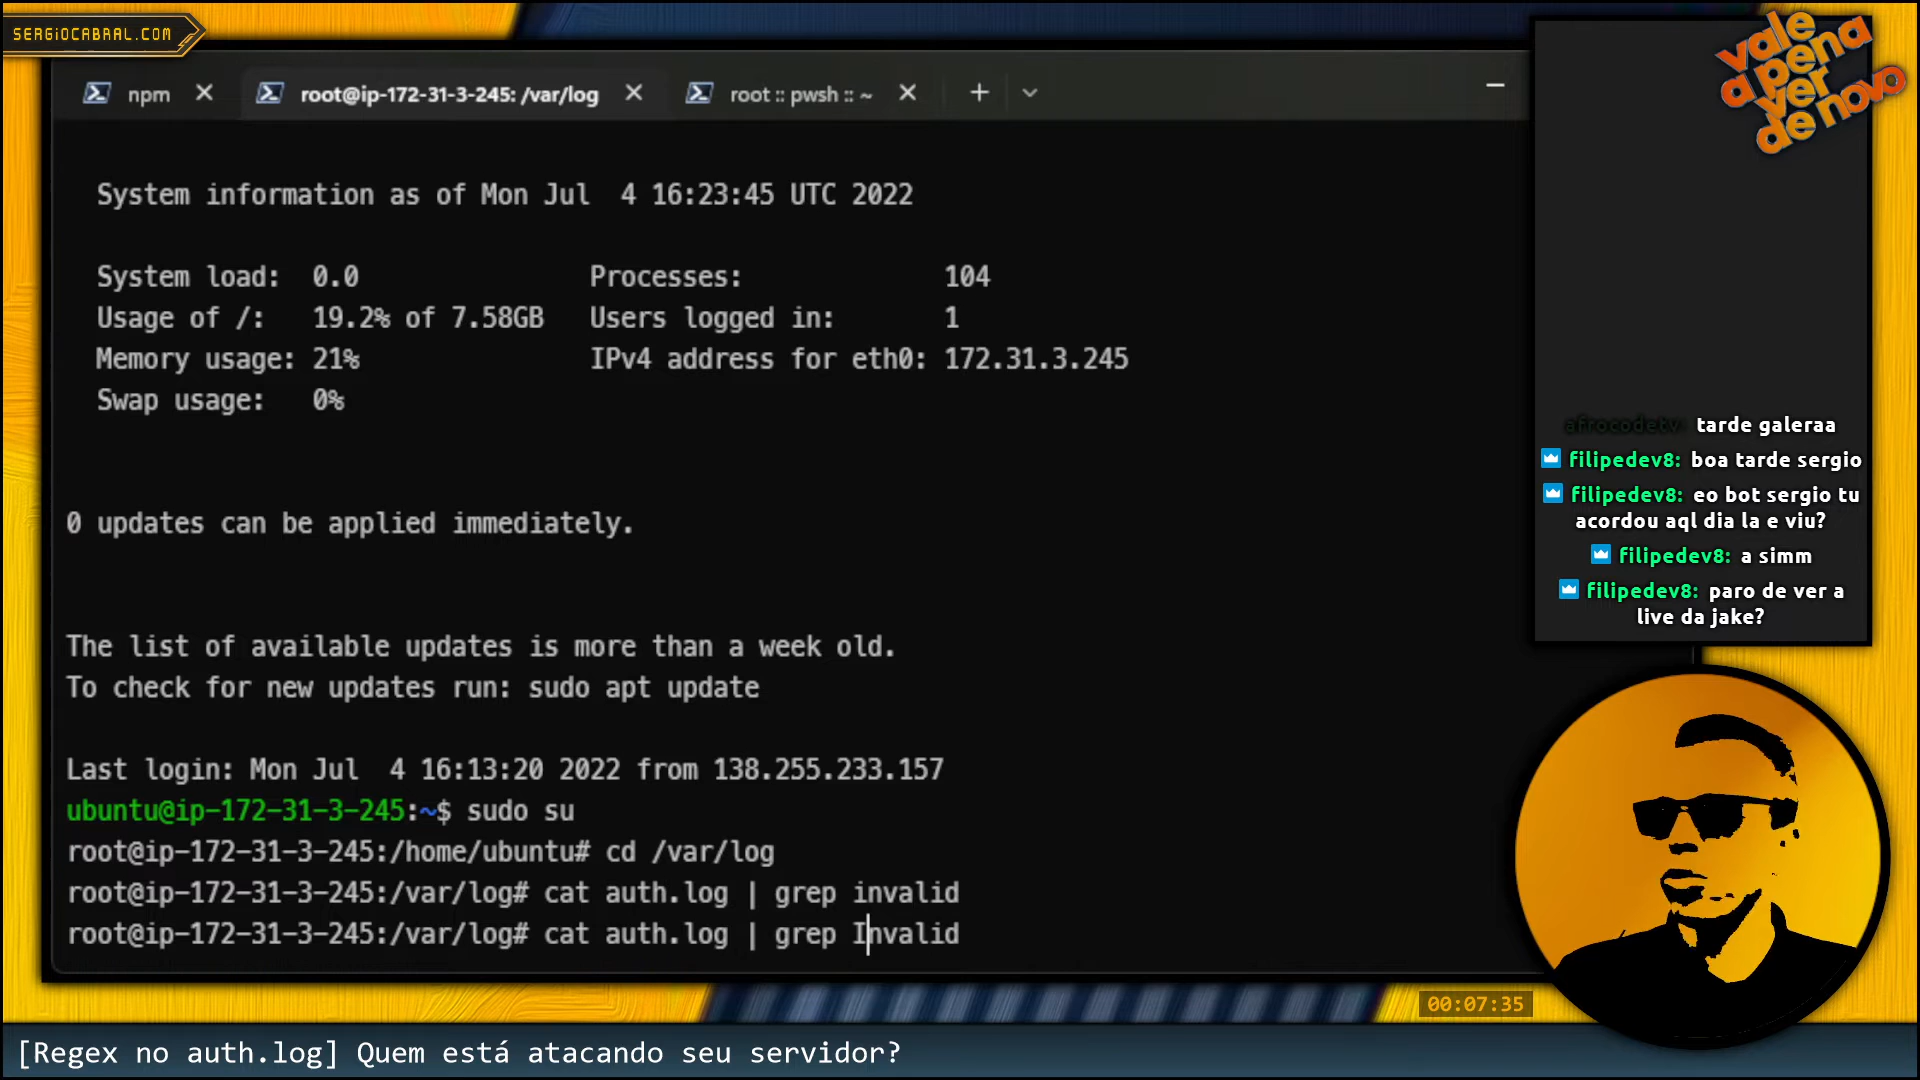 SERGIOCABRAL.COM
npm
root@ip-172-31-3-245: /var/log
root :: pwsh :: ~
vale
a pena
ver
de novo
System information as of Mon Jul  4 16:23:45 UTC 2022
System load:  0.0               Processes:             104
Usage of /:   19.2% of 7.58GB   Users logged in:       1
Memory usage: 21%               IPv4 address for eth0: 172.31.3.245
Swap usage:   0%
0 updates can be applied immediately.
The list of available updates is more than a week old.
To check for new updates run: sudo apt update
Last login: Mon Jul  4 16:13:20 2022 from 138.255.233.157
ubuntu@ip-172-31-3-245:~$ sudo su
root@ip-172-31-3-245:/home/ubuntu# cd /var/log
root@ip-172-31-3-245:/var/log# cat auth.log | grep invalid
root@ip-172-31-3-245:/var/log# cat auth.log | grep Invalid
afrocodetv: tarde galeraa
filipedev8: boa tarde sergio
filipedev8: eo bot sergio tu
acordou aql dia la e viu?
filipedev8: a simm
filipedev8: paro de ver a
live da jake?
00:07:35
[Regex no auth.log] Quem está atacando seu servidor?